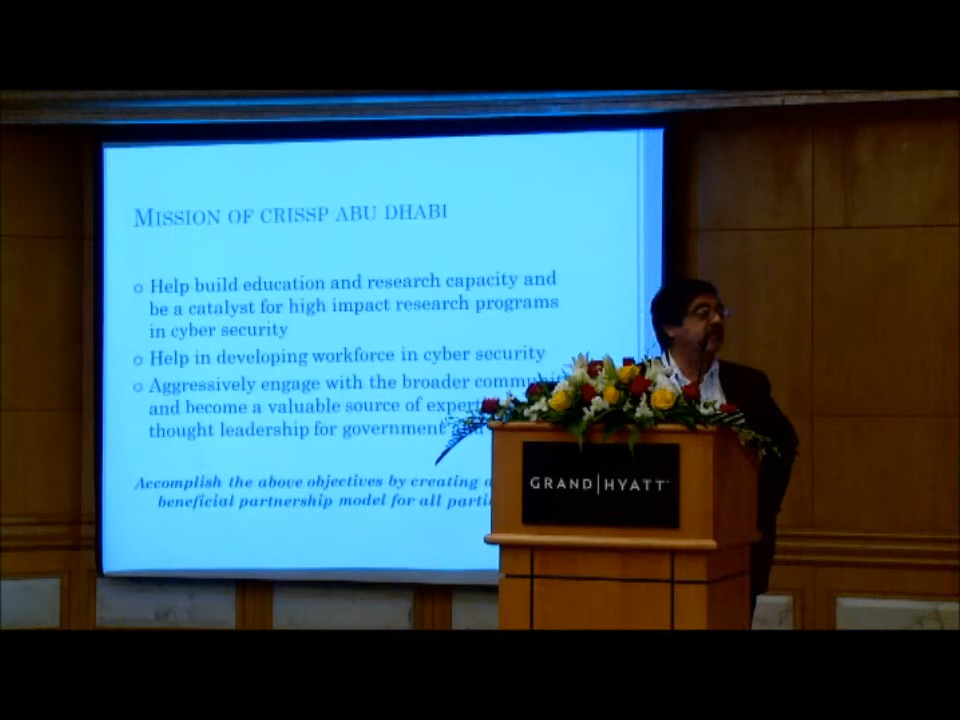 MISSION OF CRISSP ABU DHABI
Help build education and research capacity and
be a catalyst for high impact research programs
in cyber security
Help in developing workforce in cyber security
Aggressively engage with the broader
and become a valuable source of
thought leadership for government
Accomplish the above objectives by creating
beneficial partnership model for all
GRAND|HYATT